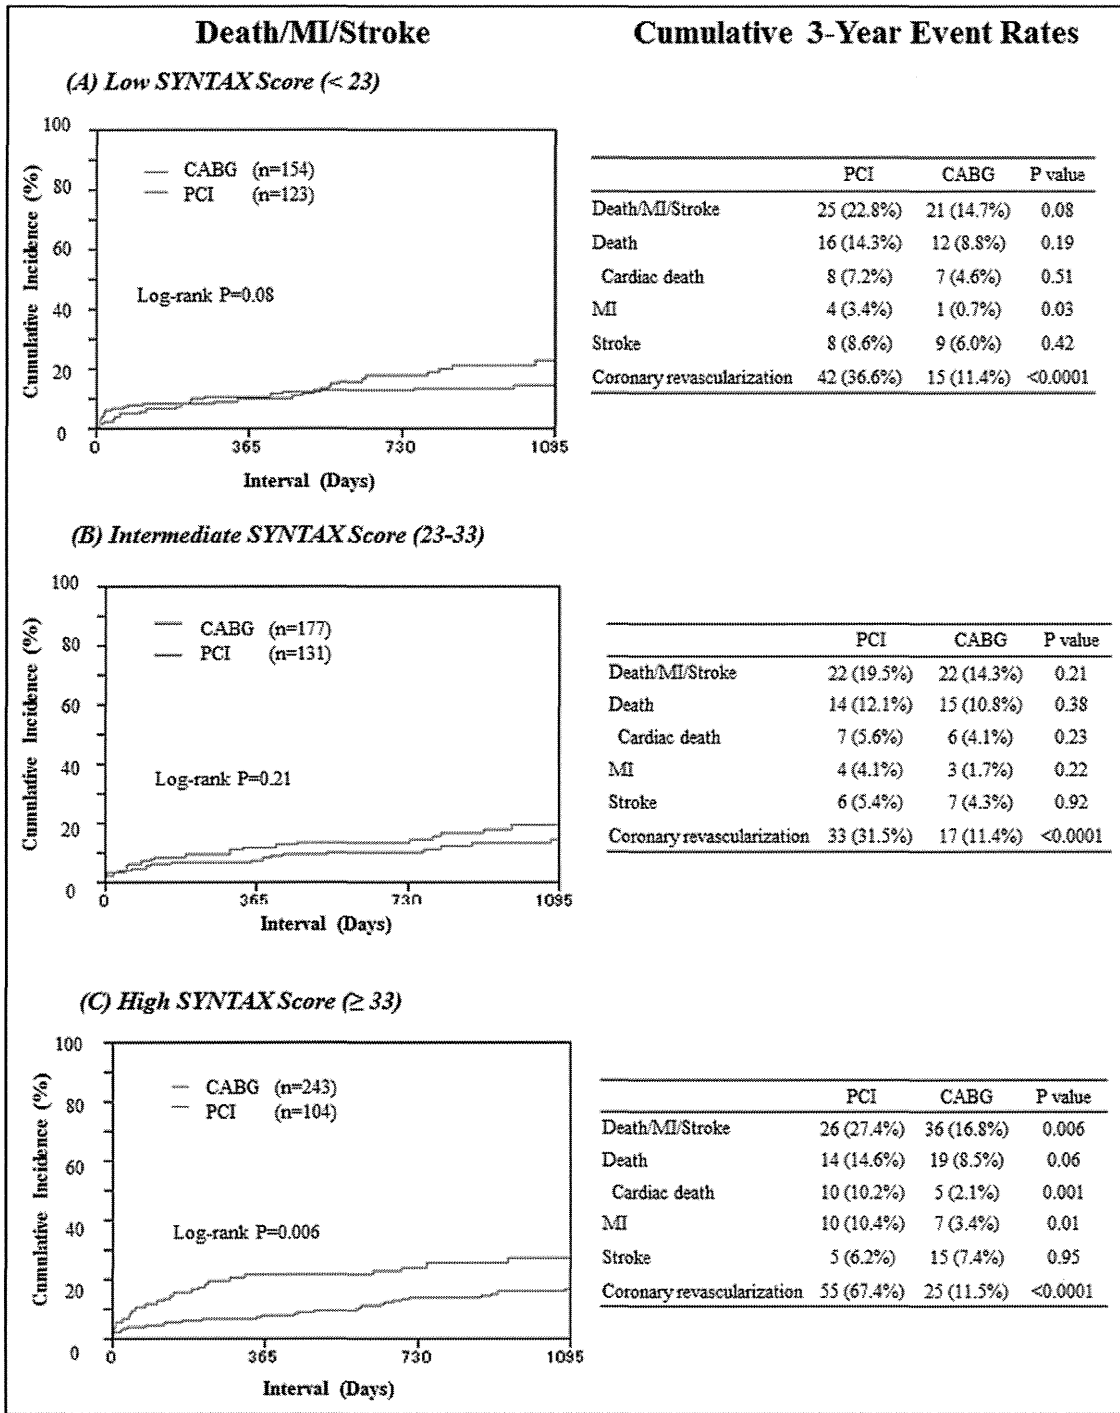 Death/MI/Stroke
Cumulative 3-Year Event Rates
(A) Low SYNTAX Score (< 23)
Cumulative Incidence (%)
100
80
60
40
20
0
CABG (n=154)
PCI (n=123)
Log-rank P=0.08
0 365 730 1095
Interval (Days)
PCI CABG P value
Death/MI/Stroke 25 (22.8%) 21 (14.7%) 0.08
Death 16 (14.3%) 12 (8.8%) 0.19
Cardiac death 8 (7.2%) 7 (4.6%) 0.51
MI 4 (3.4%) 1 (0.7%) 0.03
Stroke 8 (8.6%) 9 (6.0%) 0.42
Coronary revascularization 42 (36.6%) 15 (11.4%) <0.0001
(B) Intermediate SYNTAX Score (23-33)
Cumulative Incidence (%)
100
80
60
40
20
0
CABG (n=177)
PCI (n=131)
Log-rank P=0.21
0 365 730 1095
Interval (Days)
PCI CABG P value
Death/MI/Stroke 22 (19.5%) 22 (14.3%) 0.21
Death 14 (12.1%) 15 (10.8%) 0.38
Cardiac death 7 (5.6%) 6 (4.1%) 0.23
MI 4 (4.1%) 3 (1.7%) 0.22
Stroke 6 (5.4%) 7 (4.3%) 0.92
Coronary revascularization 33 (31.5%) 17 (11.4%) <0.0001
(C) High SYNTAX Score (≥ 33)
Cumulative Incidence (%)
100
80
60
40
20
0
CABG (n=243)
PCI (n=104)
Log-rank P=0.006
0 365 730 1095
Interval (Days)
PCI CABG P value
Death/MI/Stroke 26 (27.4%) 36 (16.8%) 0.006
Death 14 (14.6%) 19 (8.5%) 0.06
Cardiac death 10 (10.2%) 5 (2.1%) 0.001
MI 10 (10.4%) 7 (3.4%) 0.01
Stroke 5 (6.2%) 15 (7.4%) 0.95
Coronary revascularization 55 (67.4%) 25 (11.5%) <0.0001